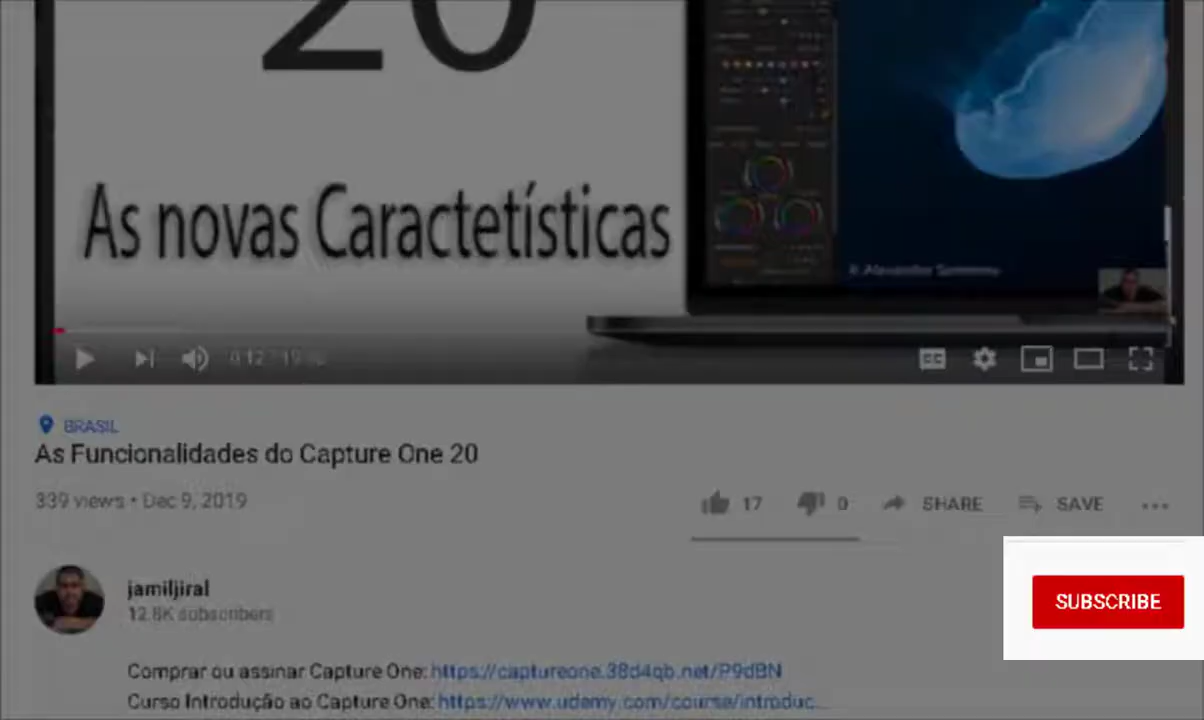 20
As novas Caractetísticas
0:12
BRASIL
As Funcionalidades do Capture One 20
339 views • Dec 9, 2019
17 0 SHARE SAVE
jamiljiral
12.8K subscribers
SUBSCRIBE
Comprar ou assinar Capture One: https://captureone.38d4qb.net/P9dBN
Curso Introdução ao Capture One: https://www.udemy.com/course/introduc...